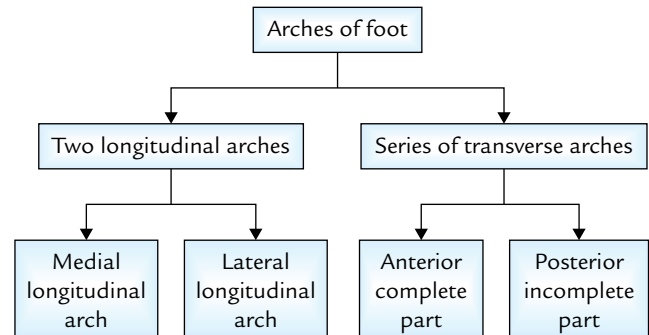 Arches of foot
Two longitudinal arches
Series of transverse arches
Medial
longitudinal
arch
Lateral
longitudinal
arch
Anterior
complete
part
Posterior
incomplete
part